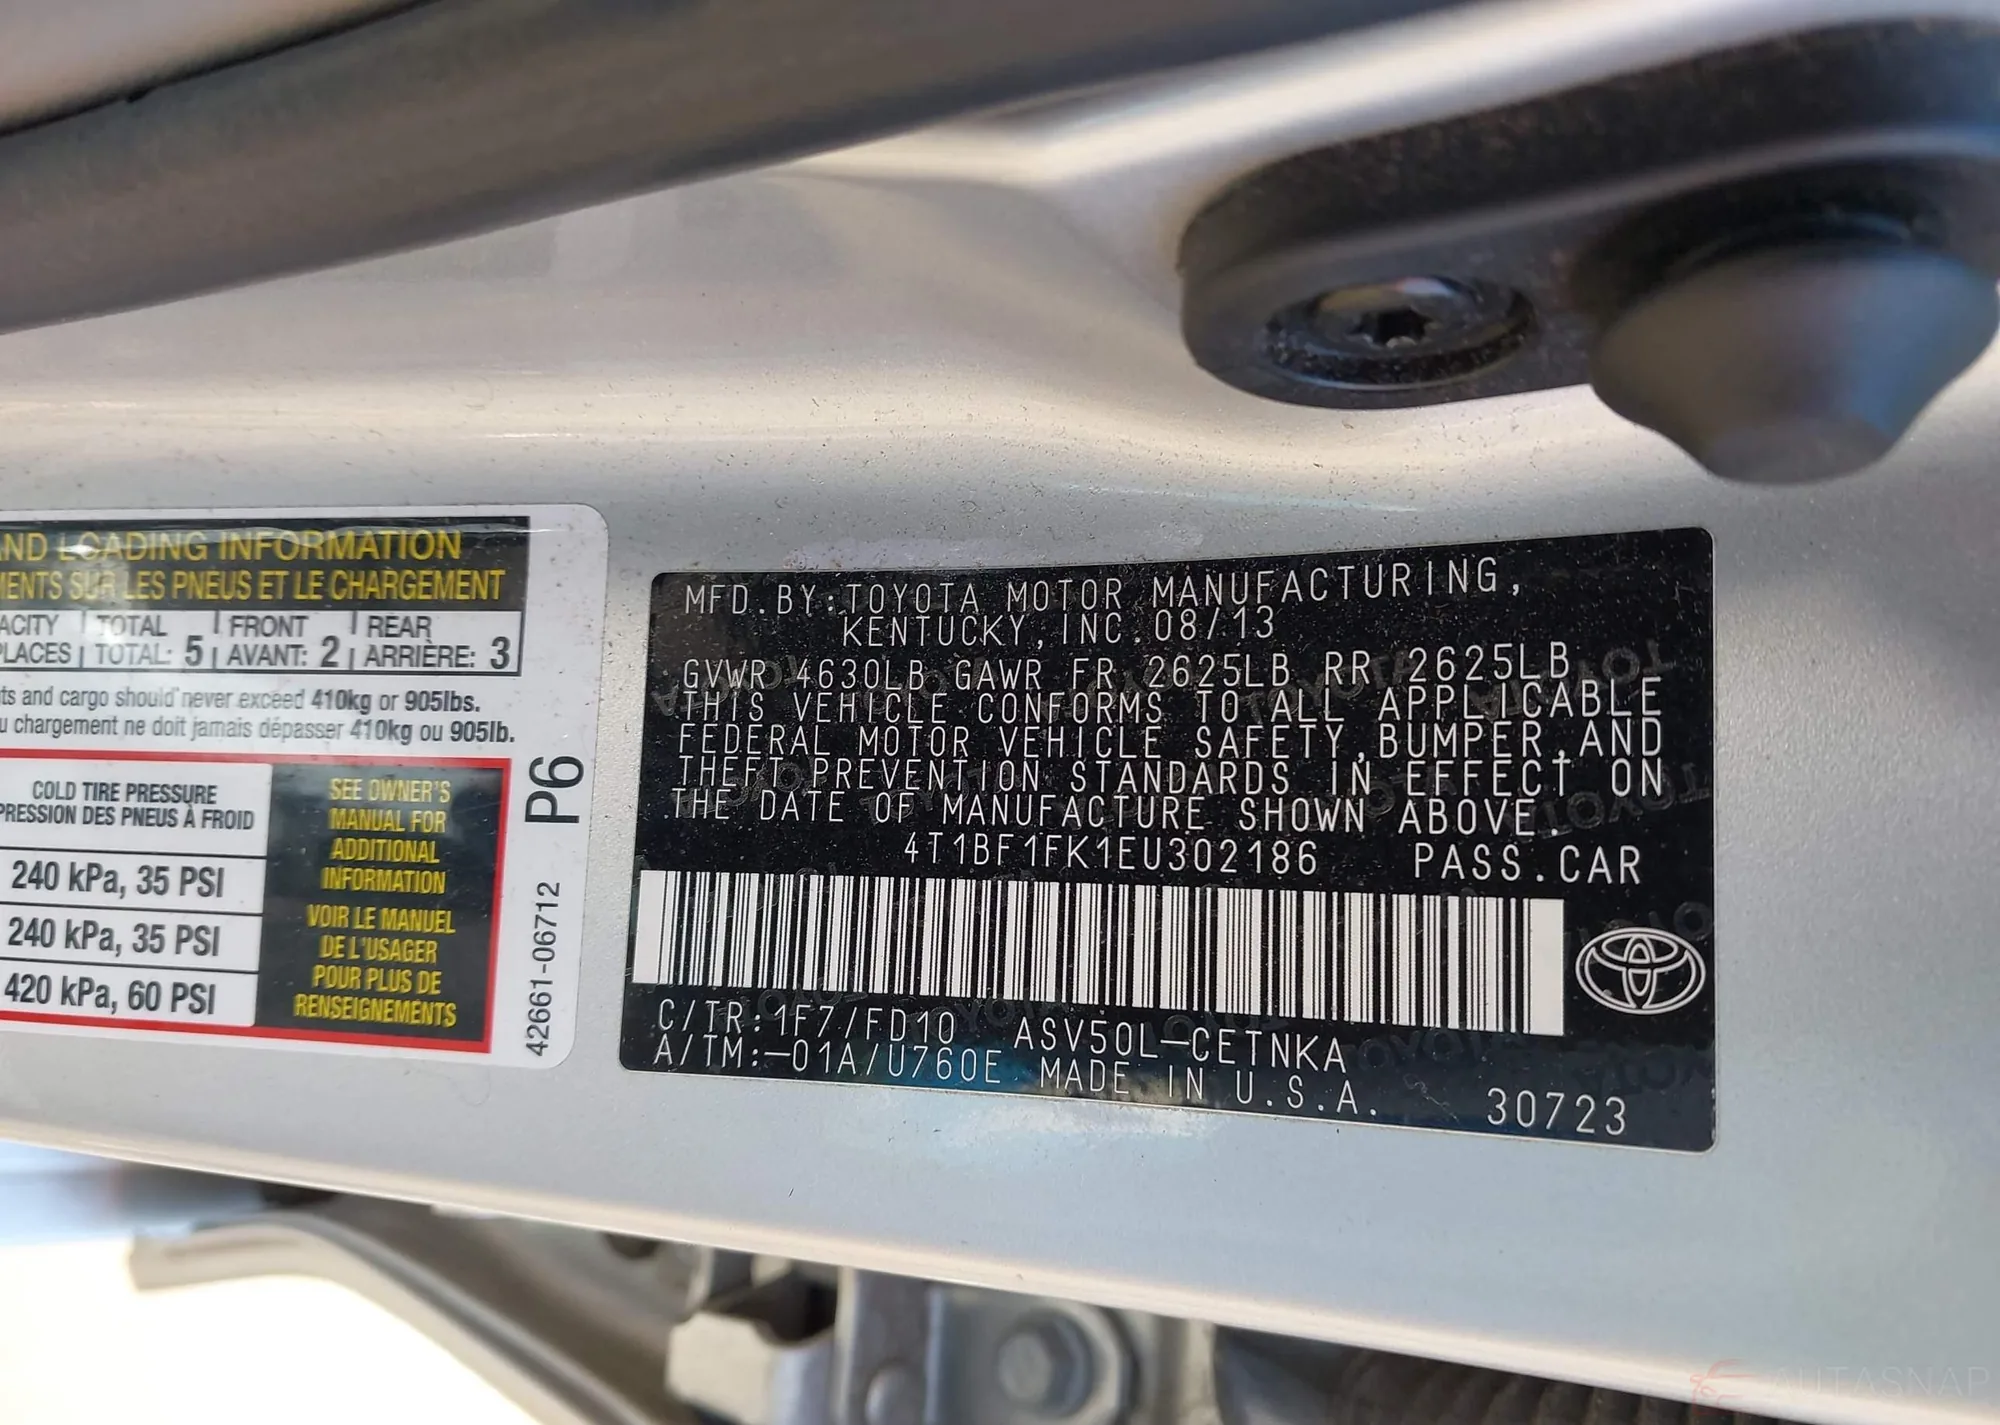 AND LOADING INFORMATION
MENTS SUR LES PNEUS ET LE CHARGEMENT
ACITY TOTAL FRONT REAR
PLACES TOTAL: 5 AVANT: 2 ARRIÈRE: 3
ts and cargo should never exceed 410kg or 905lbs.
u chargement ne doit jamais dépasser 410kg ou 905lb.
COLD TIRE PRESSURE
PRESSION DES PNEUS À FROID
240 kPa, 35 PSI
240 kPa, 35 PSI
420 kPa, 60 PSI
SEE OWNER'S
MANUAL FOR
ADDITIONAL
INFORMATION
VOIR LE MANUEL
DE L'USAGER
POUR PLUS DE
RENSEIGNEMENTS
P6
42661-06712
MFD.BY:TOYOTA MOTOR MANUFACTURING,
KENTUCKY,INC.08/13
GVWR 4630LB GAWR FR 2625LB RR 2625LB
THIS VEHICLE CONFORMS TO ALL APPLICABLE
FEDERAL MOTOR VEHICLE SAFETY,BUMPER,AND
THEFT PREVENTION STANDARDS IN EFFECT ON
THE DATE OF MANUFACTURE SHOWN ABOVE.
4T1BF1FK1EU302186 PASS.CAR
C/TR:1F7/FD10 ASV50L-CETNKA
A/TM:-01A/U760E MADE IN U.S.A.
30723
AUTASNAP